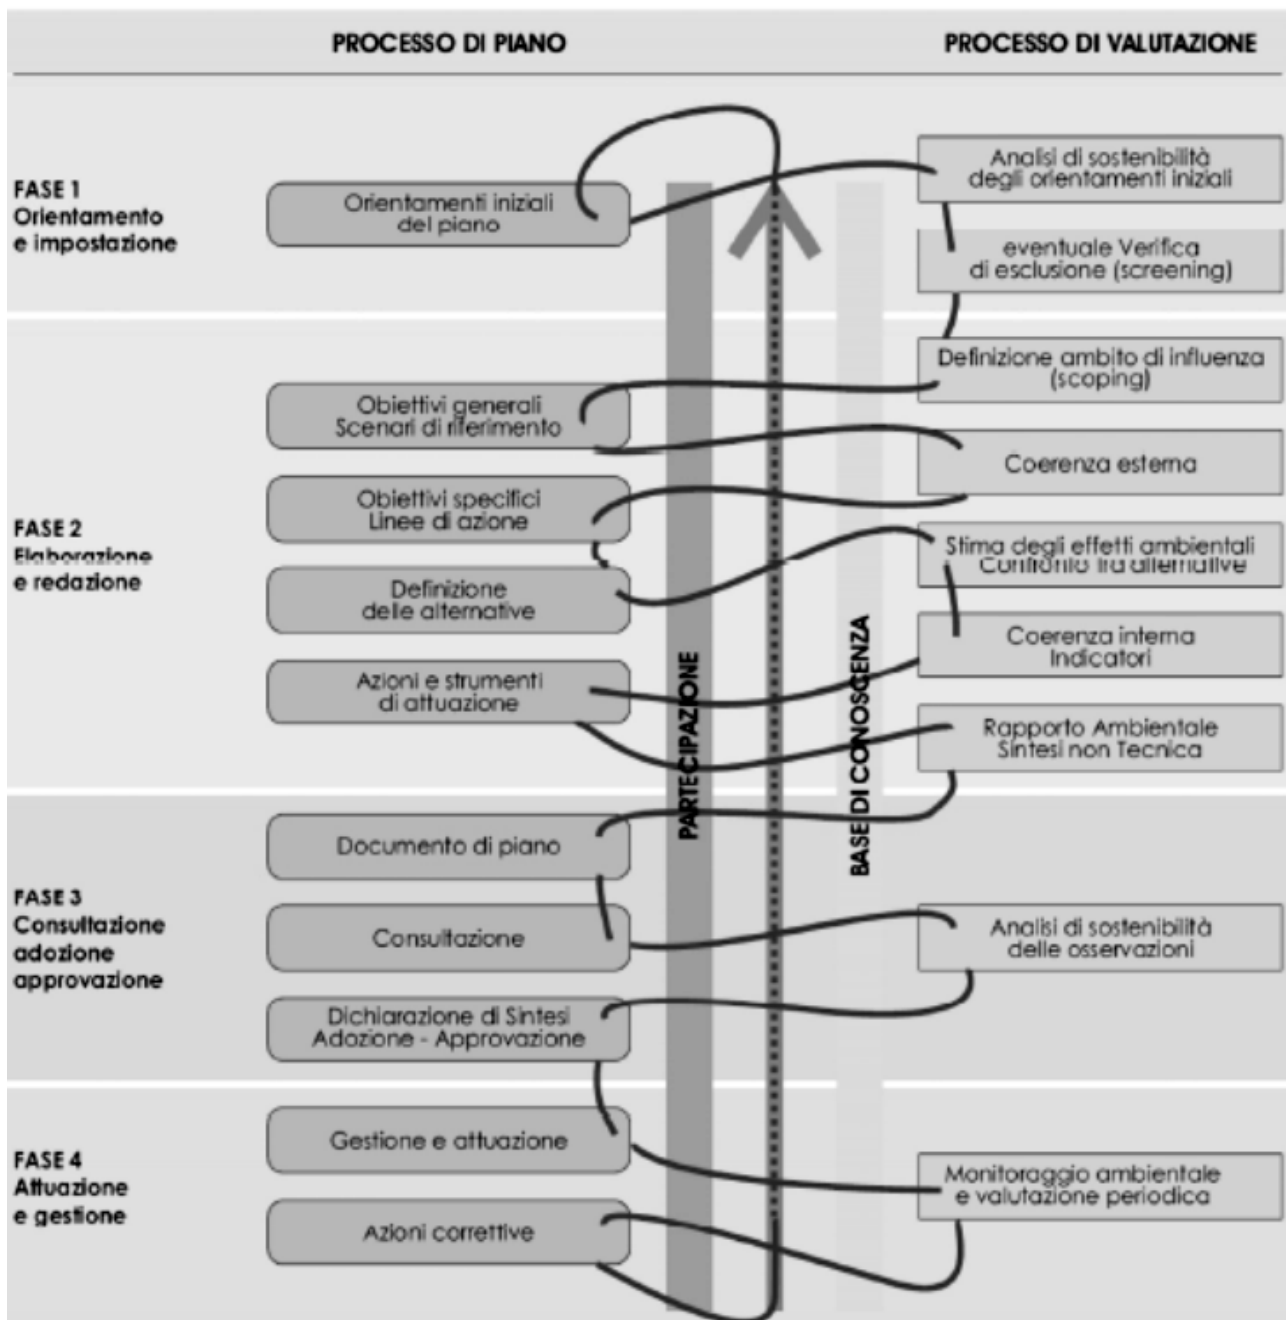 PROCESSO DI PIANO
PROCESSO DI VALUTAZIONE
FASE 1
Orientamento
e impostazione
Orientamenti iniziali
del piano
Analisi di sostenibilità
degli orientamenti iniziali
eventuale Verifica
di esclusione (screening)
FASE 2
Elaborazione
e redazione
Obiettivi generali
Scenari di riferimento
Obiettivi specifici
Linee di azione
Definizione
delle alternative
Azioni e strumenti
di attuazione
Definizione ambito di influenza
(scoping)
Coerenza esterna
Stima degli effetti ambientali
Confronto tra alternative
Coerenza interna
Indicatori
Rapporto Ambientale
Sintesi non Tecnica
PARTECIPAZIONE
BASE DI CONOSCENZA
FASE 3
Consultazione
adozione
approvazione
Documento di piano
Consultazione
Dichiarazione di Sintesi
Adozione - Approvazione
Analisi di sostenibilità
delle osservazioni
FASE 4
Attuazione
e gestione
Gestione e attuazione
Azioni correttive
Monitoraggio ambientale
e valutazione periodica